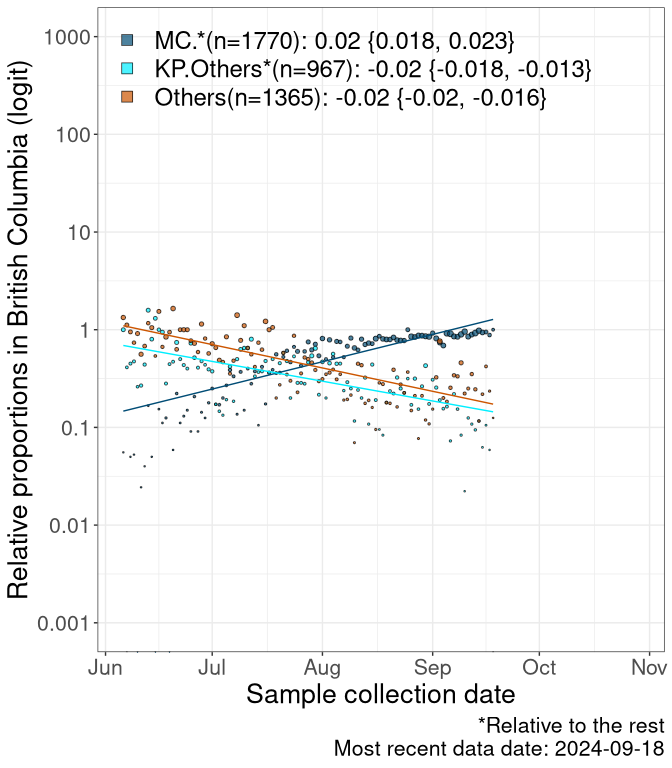 MC.*(n=1770): 0.02 {0.018, 0.023}
KP.Others*(n=967): -0.02 {-0.018, -0.013}
Others(n=1365): -0.02 {-0.02, -0.016}
Relative proportions in British Columbia (logit)
1000
100
10
1
0.1
0.01
0.001
Jun Jul Aug Sep Oct Nov
Sample collection date
*Relative to the rest
Most recent data date: 2024-09-18